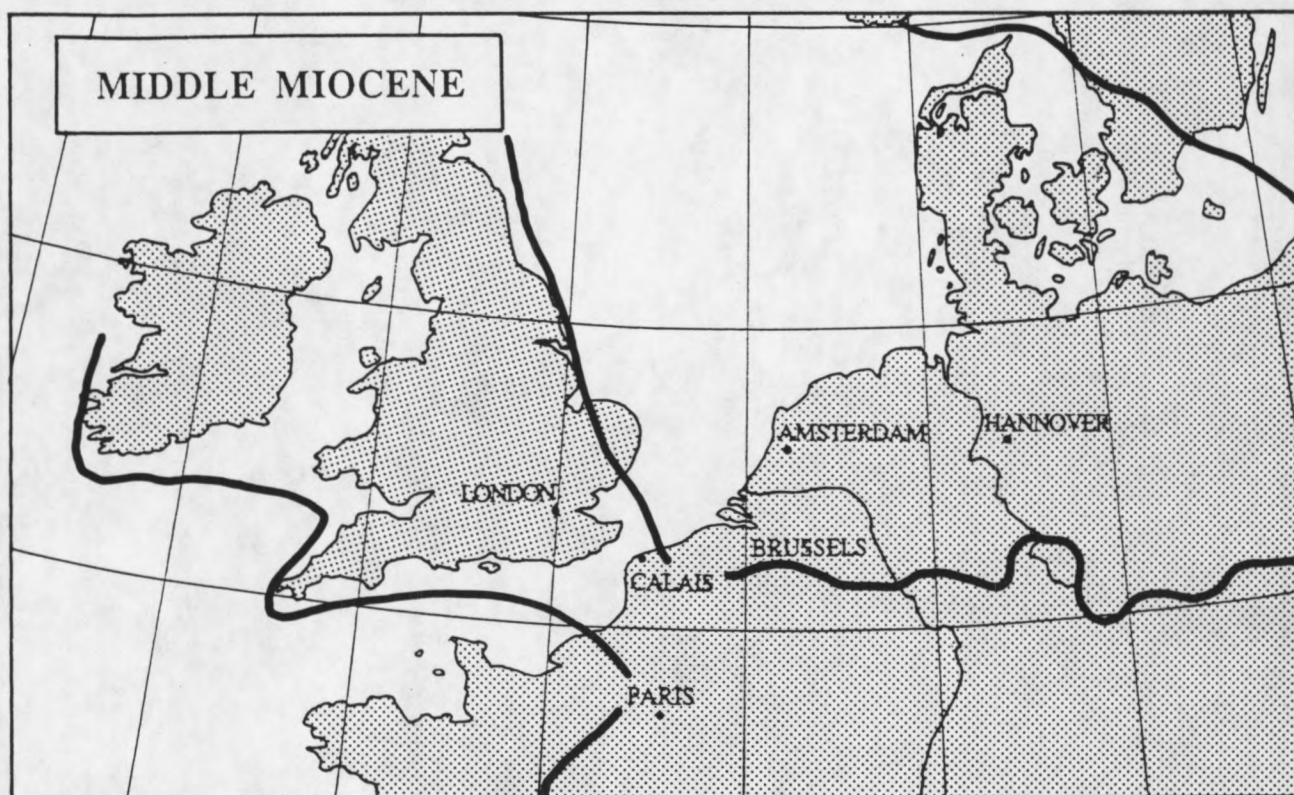 MIDDLE MIOCENE
AMSTERDAM
HANNOVER
LONDON
BRUSSELS
CALAIS
PARIS